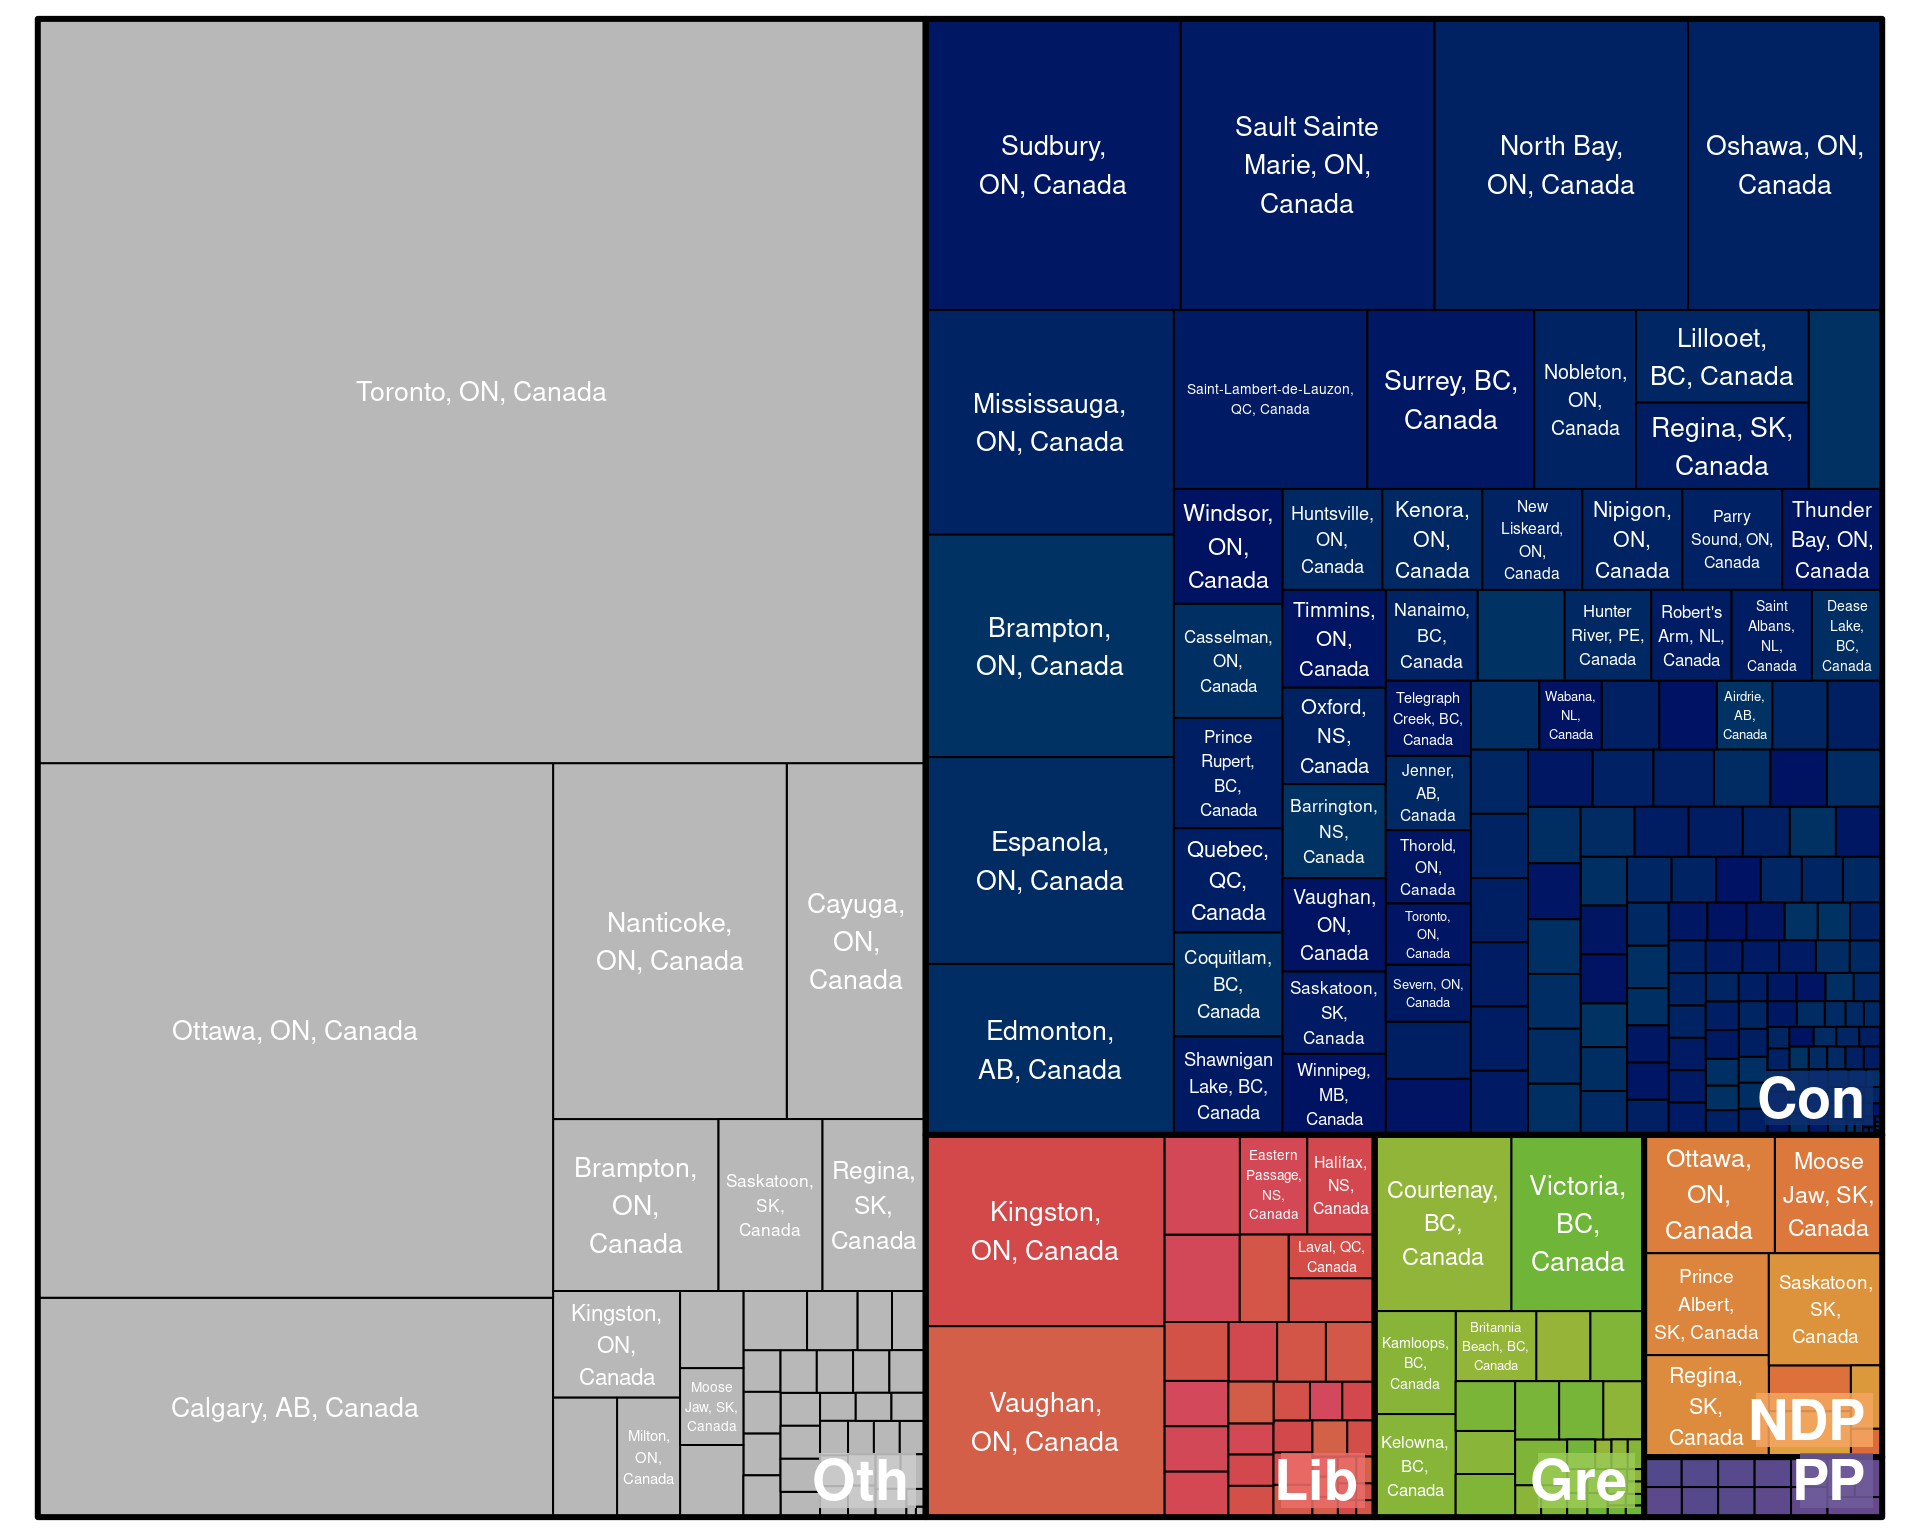 Toronto, ON, Canada
Ottawa, ON, Canada
Calgary, AB, Canada
Nanticoke,
ON, Canada
Cayuga,
ON,
Canada
Brampton,
ON,
Canada
Saskatoon,
SK,
Canada
Regina,
SK,
Canada
Kingston,
ON,
Canada
Milton,
ON,
Canada
Moose
Jaw, SK,
Canada
Oth
Sudbury,
ON, Canada
Sault Sainte
Marie, ON,
Canada
North Bay,
ON, Canada
Oshawa, ON,
Canada
Mississauga,
ON, Canada
Brampton,
ON, Canada
Espanola,
ON, Canada
Edmonton,
AB, Canada
Saint-Lambert-de-Lauzon,
QC, Canada
Surrey, BC,
Canada
Nobleton,
ON,
Canada
Lillooet,
BC, Canada
Regina, SK,
Canada
Windsor,
ON,
Canada
Casselman,
ON,
Canada
Prince
Rupert,
BC,
Canada
Quebec,
QC,
Canada
Coquitlam,
BC,
Canada
Shawnigan
Lake, BC,
Canada
Huntsville,
ON,
Canada
Kenora,
ON,
Canada
New
Liskeard,
ON,
Canada
Nipigon,
ON,
Canada
Parry
Sound, ON,
Canada
Thunder
Bay, ON,
Canada
Timmins,
ON,
Canada
Oxford,
NS,
Canada
Barrington,
NS,
Canada
Vaughan,
ON,
Canada
Saskatoon,
SK,
Canada
Winnipeg,
MB,
Canada
Nanaimo,
BC,
Canada
Hunter
River, PE,
Canada
Robert's
Arm, NL,
Canada
Saint
Albans,
NL,
Canada
Dease
Lake,
BC,
Canada
Telegraph
Creek, BC,
Canada
Jenner,
AB,
Canada
Thorold,
ON,
Canada
Toronto,
ON,
Canada
Severn, ON,
Canada
Wabana,
NL,
Canada
Airdrie,
AB,
Canada
Con
Kingston,
ON, Canada
Vaughan,
ON, Canada
Eastern
Passage,
NS,
Canada
Halifax,
NS,
Canada
Laval, QC,
Canada
Lib
Courtenay,
BC,
Canada
Victoria,
BC,
Canada
Kamloops,
BC,
Canada
Kelowna,
BC,
Canada
Britannia
Beach, BC,
Canada
Gre
Ottawa,
ON,
Canada
Moose
Jaw, SK,
Canada
Prince
Albert,
SK, Canada
Saskatoon,
SK,
Canada
Regina,
SK,
Canada
NDP
PP